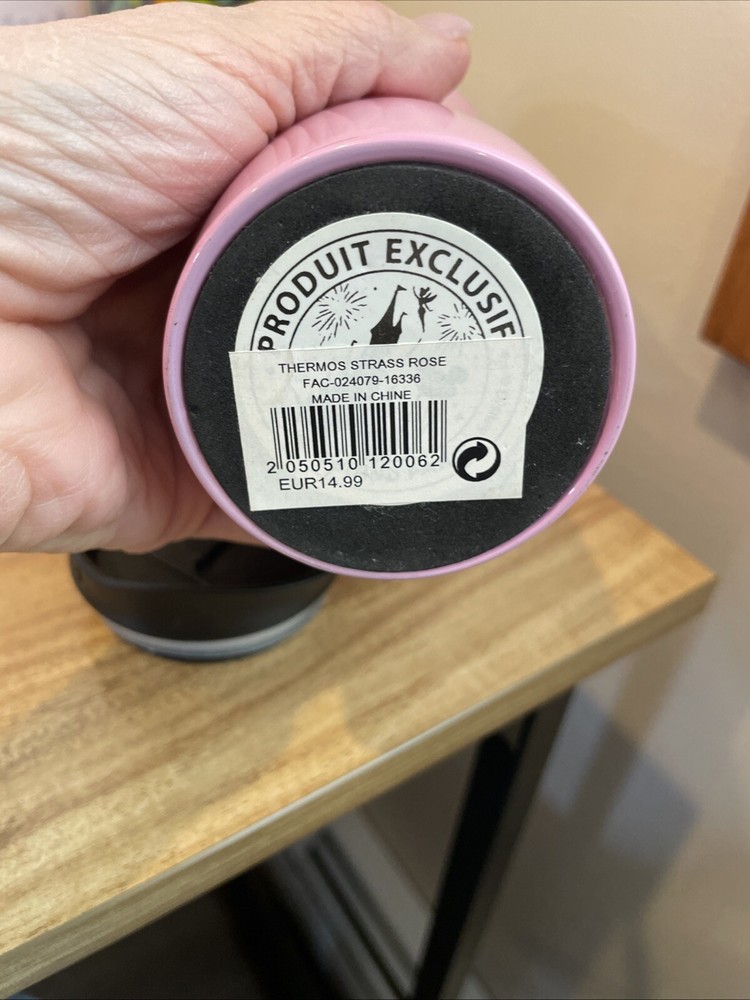 PRODUIT EXCLUSIF
THERMOS STRASS ROSE
FAC-024079-16336
MADE IN CHINE
2 050510 120062
EUR14.99